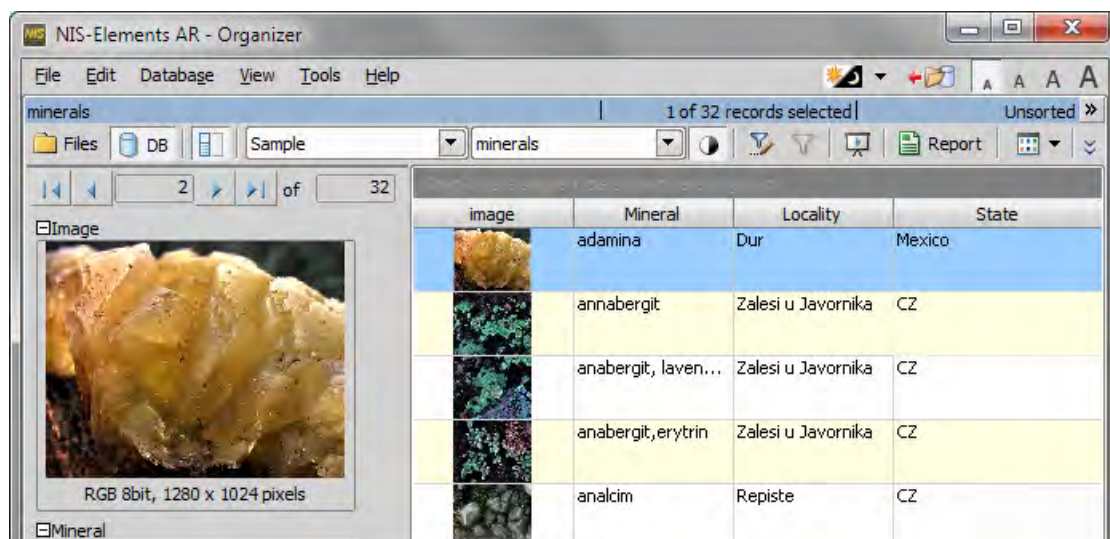 NIS NIS-Elements AR - Organizer
File Edit Database View Tools Help A A A A
minerals 1 of 32 records selected Unsorted »
Files DB Sample minerals Report
2 of 32
image Mineral Locality State
Image
adamina Dur Mexico
annabergit Zalesi u Javornika CZ
anabergit, laven... Zalesi u Javornika CZ
anabergit,erytrin Zalesi u Javornika CZ
RGB 8bit, 1280 x 1024 pixels
analcim Repiste CZ
Mineral